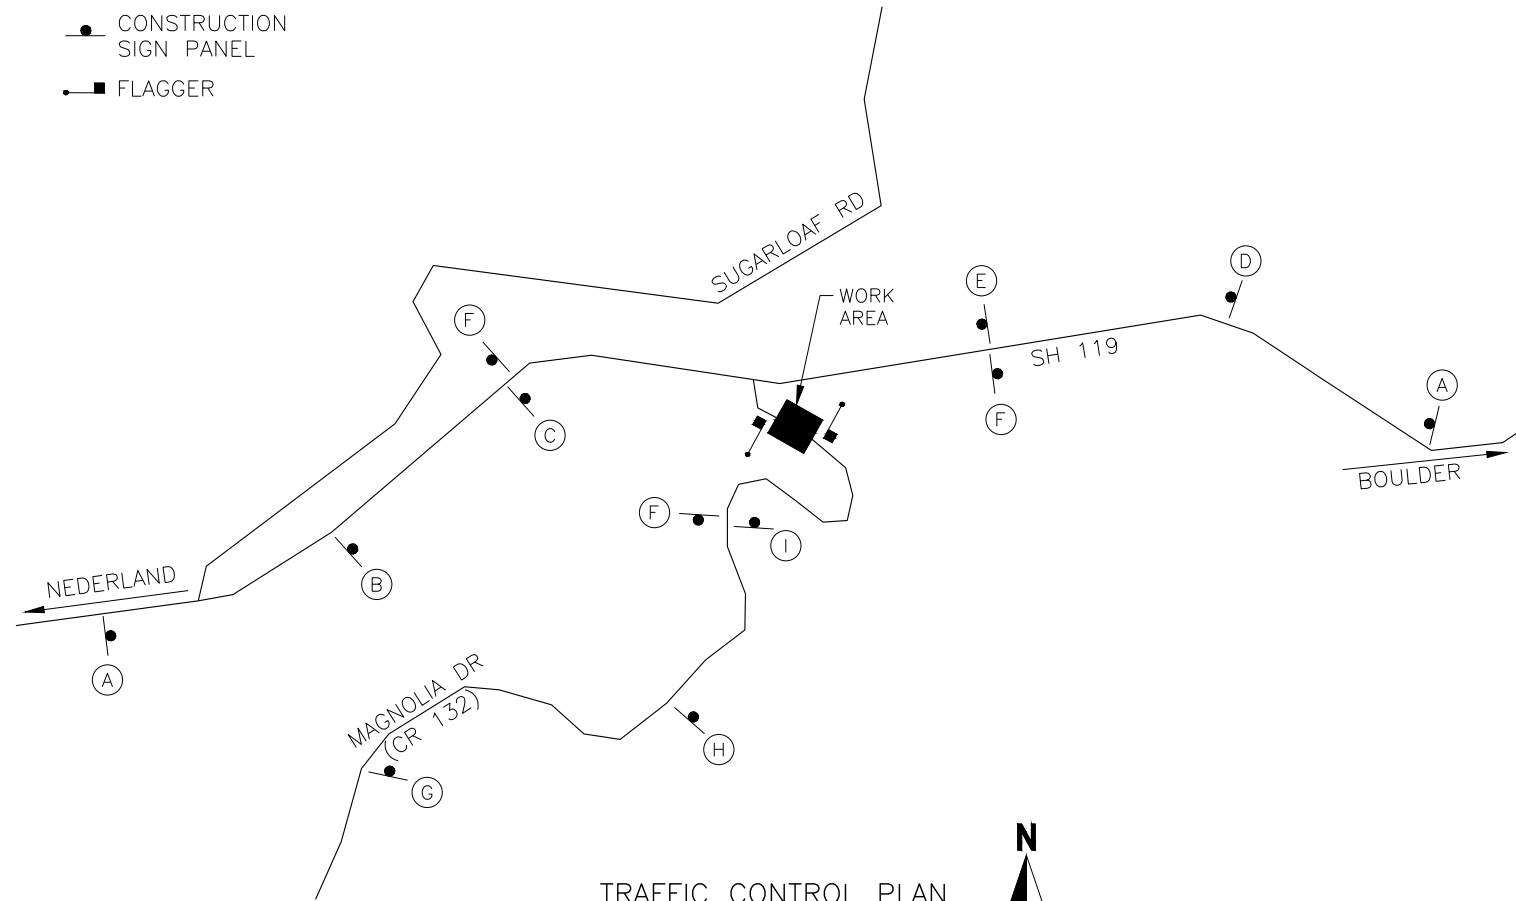 CONSTRUCTION
SIGN PANEL
FLAGGER
SUGARLOAF RD
D
E
WORK
AREA
F
SH 119
A
F
C
BOULDER
F
I
NEDERLAND
B
A
MAGNOLIA DR
(CR 132)
H
G
N
TRAFFIC CONTROL PLAN